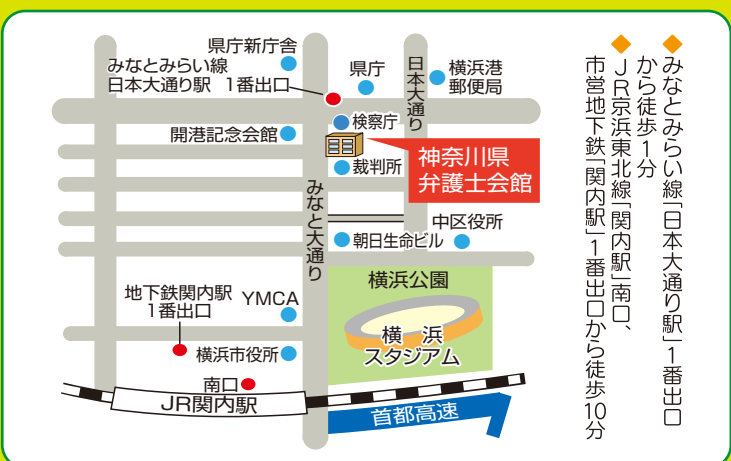 県庁新庁舎
みなとみらい線
日本大通り駅 1番出口
県庁
日本大通り
横浜港
郵便局
開港記念会館
検察庁
神奈川県
弁護士会館
裁判所
みなと大通り
中区役所
朝日生命ビル
横浜公園
地下鉄関内駅
1番出口
YMCA
横浜
スタジアム
横浜市役所
南口
JR関内駅
首都高速
◆みなとみらい線「日本大通り駅」1番出口
から徒歩1分
◆JR京浜東北線「関内駅」南口、
市営地下鉄「関内駅」1番出口から徒歩10分